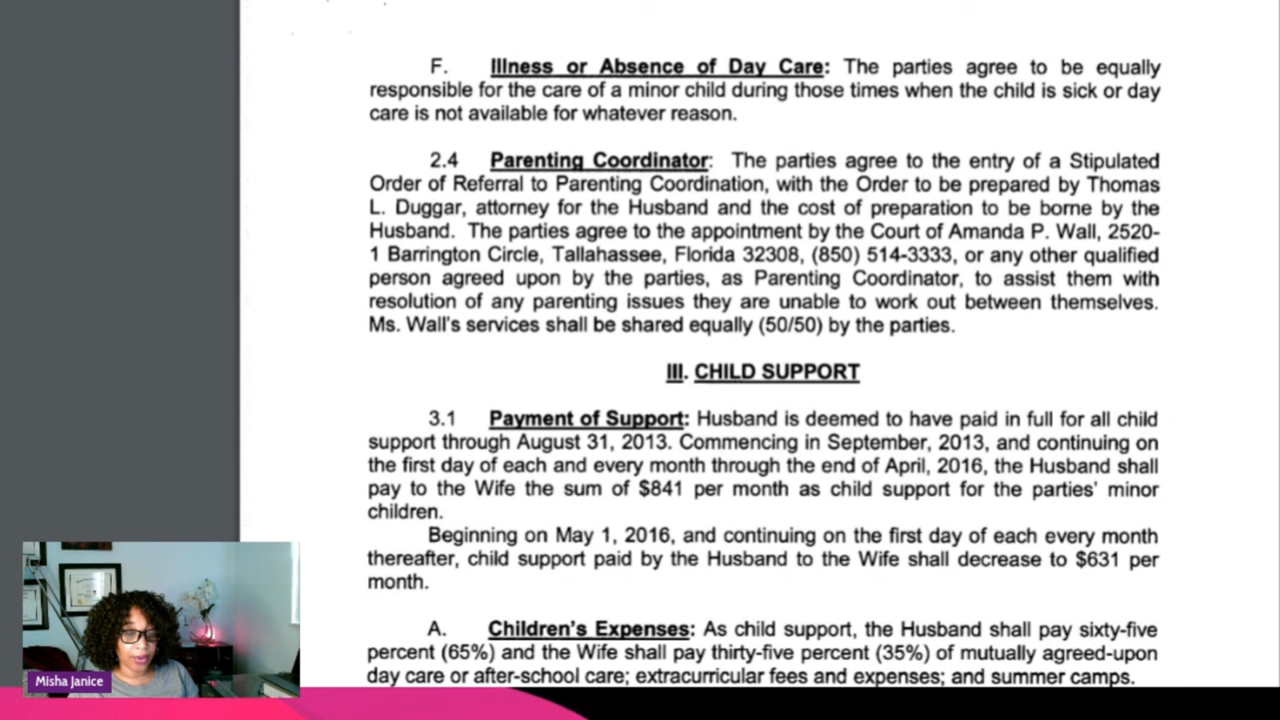 F. Illness or Absence of Day Care: The parties agree to be equally
responsible for the care of a minor child during those times when the child is sick or day
care is not available for whatever reason.
2.4 Parenting Coordinator: The parties agree to the entry of a Stipulated
Order of Referral to Parenting Coordination, with the Order to be prepared by Thomas
L. Duggar, attorney for the Husband and the cost of preparation to be borne by the
Husband. The parties agree to the appointment by the Court of Amanda P. Wall, 2520-
1 Barrington Circle, Tallahassee, Florida 32308, (850) 514-3333, or any other qualified
person agreed upon by the parties, as Parenting Coordinator, to assist them with
resolution of any parenting issues they are unable to work out between themselves.
Ms. Wall's services shall be shared equally (50/50) by the parties.
III. CHILD SUPPORT
3.1 Payment of Support: Husband is deemed to have paid in full for all child
support through August 31, 2013. Commencing in September, 2013, and continuing on
the first day of each and every month through the end of April, 2016, the Husband shall
pay to the Wife the sum of $841 per month as child support for the parties' minor
children.
Beginning on May 1, 2016, and continuing on the first day of each every month
thereafter, child support paid by the Husband to the Wife shall decrease to $631 per
month.
A. Children's Expenses: As child support, the Husband shall pay sixty-five
percent (65%) and the Wife shall pay thirty-five percent (35%) of mutually agreed-upon
day care or after-school care; extracurricular fees and expenses; and summer camps.
Misha Janice